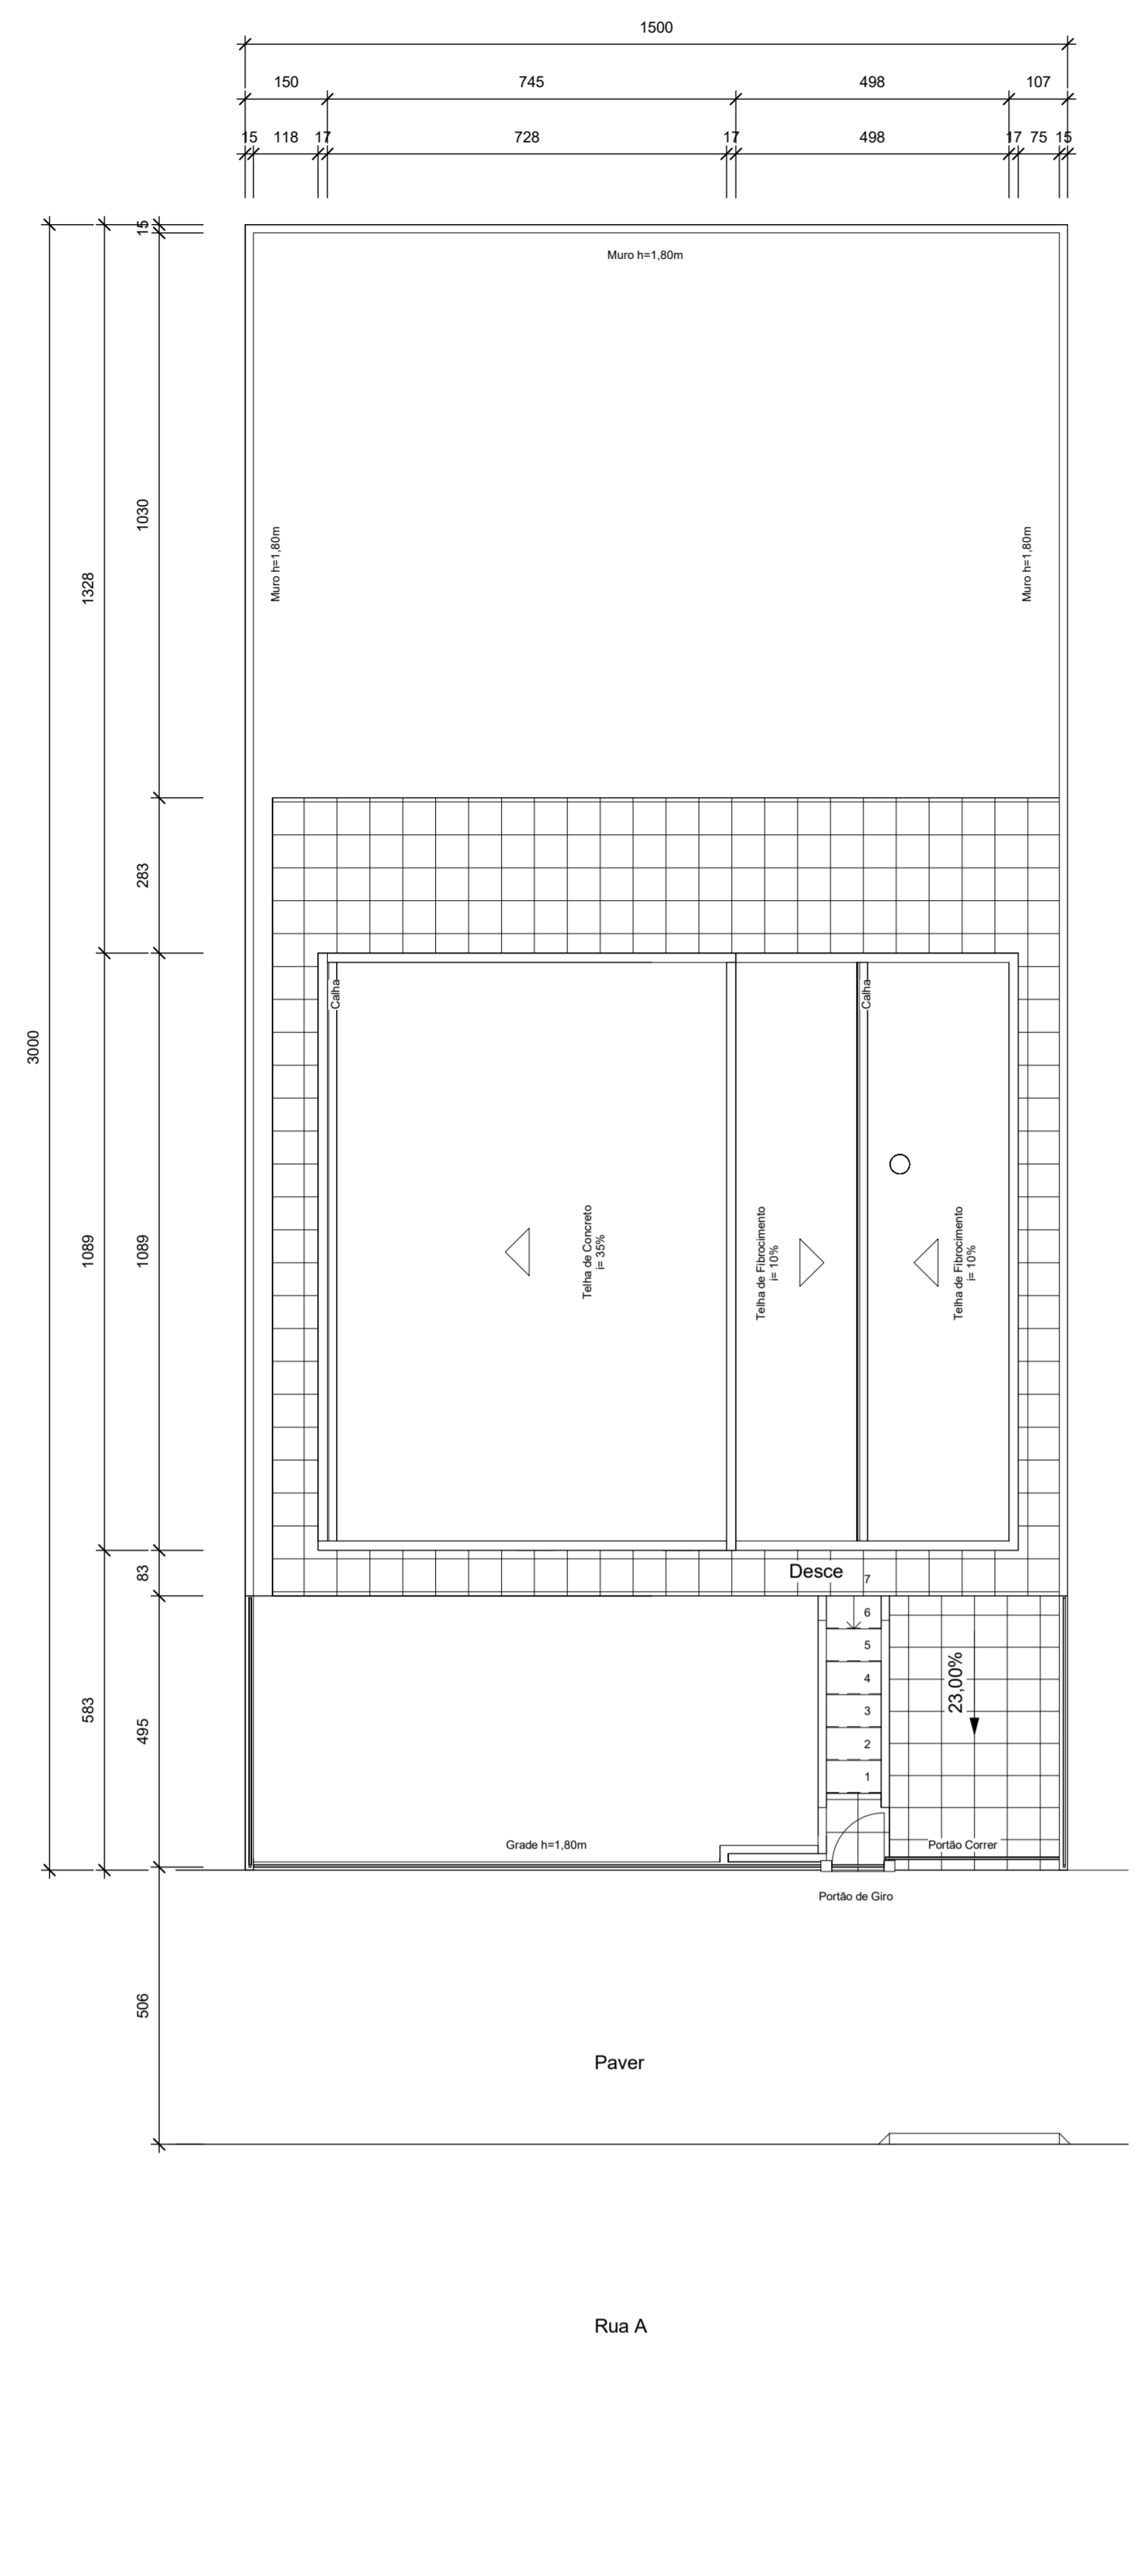 1500
150 745 498 107
15 118 17 728 17 498 17 75 15
15
Muro h=1,80m
1030
Muro h=1,80m
Muro h=1,80m
1328
283
Calha
Calha
3000
1089
1089
Telha de Concreto
i= 35%
Telha de Fibrocimento
i= 10%
Telha de Fibrocimento
i= 10%
83
Desce
7
6
5
4
3
2
1
23,00%
583
495
Grade h=1,80m
Portão Correr
Portão de Giro
506
Paver
Rua A